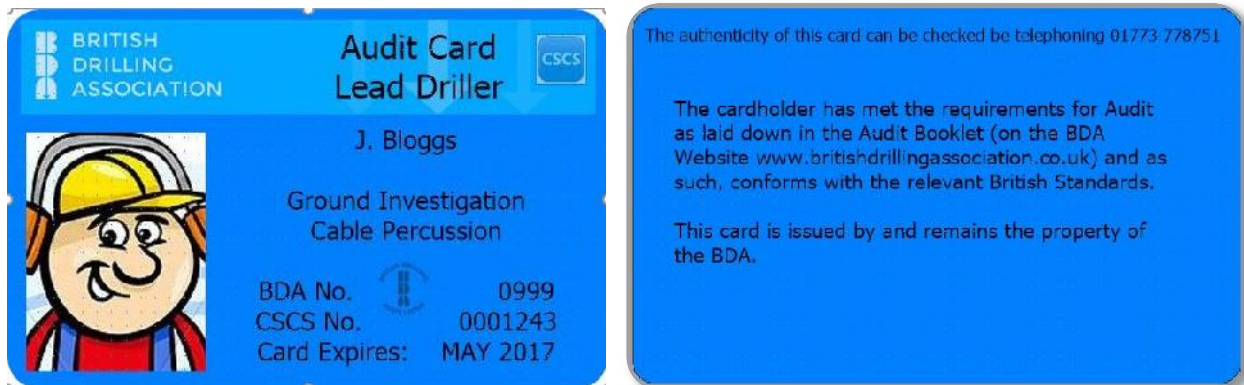 BRITISH
DRILLING
ASSOCIATION
Audit Card
Lead Driller
CSCS
J. Bloggs
Ground Investigation
Cable Percussion
BDA No. 0999
CSCS No. 0001243
Card Expires: MAY 2017
The authenticity of this card can be checked be telephoning 01773 778751
The cardholder has met the requirements for Audit
as laid down in the Audit Booklet (on the BDA
Website www.britishdrillingassociation.co.uk) and as
such, conforms with the relevant British Standards.
This card is issued by and remains the property of
the BDA.